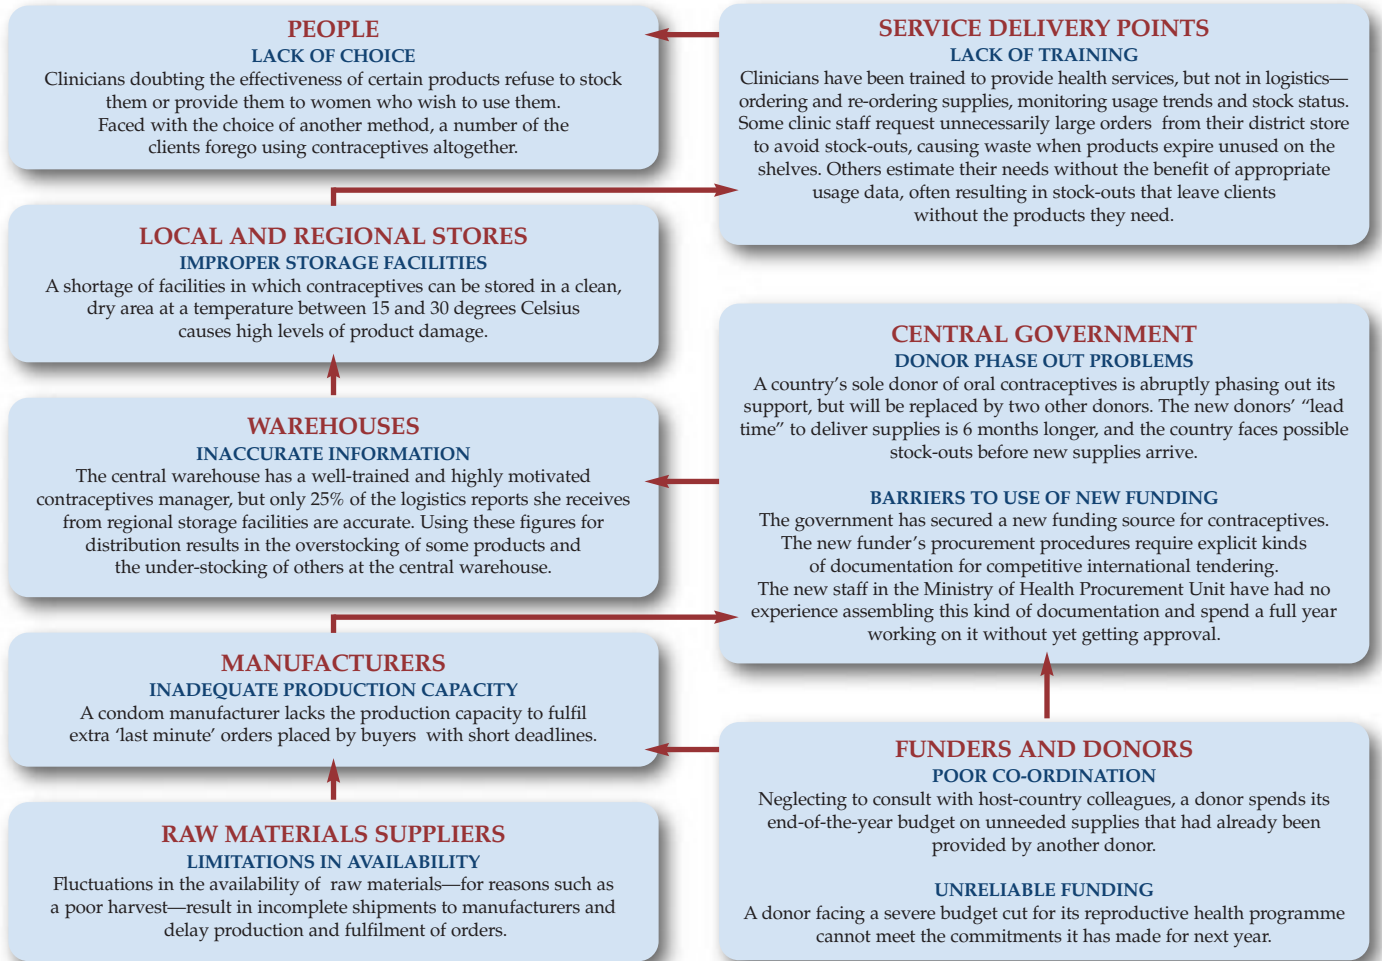 PEOPLE
LACK OF CHOICE
Clinicians doubting the effectiveness of certain products refuse to stock
them or provide them to women who wish to use them.
Faced with the choice of another method, a number of the
clients forego using contraceptives altogether.
SERVICE DELIVERY POINTS
LACK OF TRAINING
Clinicians have been trained to provide health services, but not in logistics—
ordering and re-ordering supplies, monitoring usage trends and stock status.
Some clinic staff request unnecessarily large orders from their district store
to avoid stock-outs, causing waste when products expire unused on the
shelves. Others estimate their needs without the benefit of appropriate
usage data, often resulting in stock-outs that leave clients
without the products they need.
LOCAL AND REGIONAL STORES
IMPROPER STORAGE FACILITIES
A shortage of facilities in which contraceptives can be stored in a clean,
dry area at a temperature between 15 and 30 degrees Celsius
causes high levels of product damage.
CENTRAL GOVERNMENT
DONOR PHASE OUT PROBLEMS
A country's sole donor of oral contraceptives is abruptly phasing out its
support, but will be replaced by two other donors. The new donors' "lead
time" to deliver supplies is 6 months longer, and the country faces possible
stock-outs before new supplies arrive.
BARRIERS TO USE OF NEW FUNDING
The government has secured a new funding source for contraceptives.
The new funder's procurement procedures require explicit kinds
of documentation for competitive international tendering.
The new staff in the Ministry of Health Procurement Unit have had no
experience assembling this kind of documentation and spend a full year
working on it without yet getting approval.
WAREHOUSES
INACCURATE INFORMATION
The central warehouse has a well-trained and highly motivated
contraceptives manager, but only 25% of the logistics reports she receives
from regional storage facilities are accurate. Using these figures for
distribution results in the overstocking of some products and
the under-stocking of others at the central warehouse.
MANUFACTURERS
INADEQUATE PRODUCTION CAPACITY
A condom manufacturer lacks the production capacity to fulfil
extra 'last minute' orders placed by buyers with short deadlines.
FUNDERS AND DONORS
POOR CO-ORDINATION
Neglecting to consult with host-country colleagues, a donor spends its
end-of-the-year budget on unneeded supplies that had already been
provided by another donor.
UNRELIABLE FUNDING
A donor facing a severe budget cut for its reproductive health programme
cannot meet the commitments it has made for next year.
RAW MATERIALS SUPPLIERS
LIMITATIONS IN AVAILABILITY
Fluctuations in the availability of raw materials—for reasons such as
a poor harvest—result in incomplete shipments to manufacturers and
delay production and fulfilment of orders.